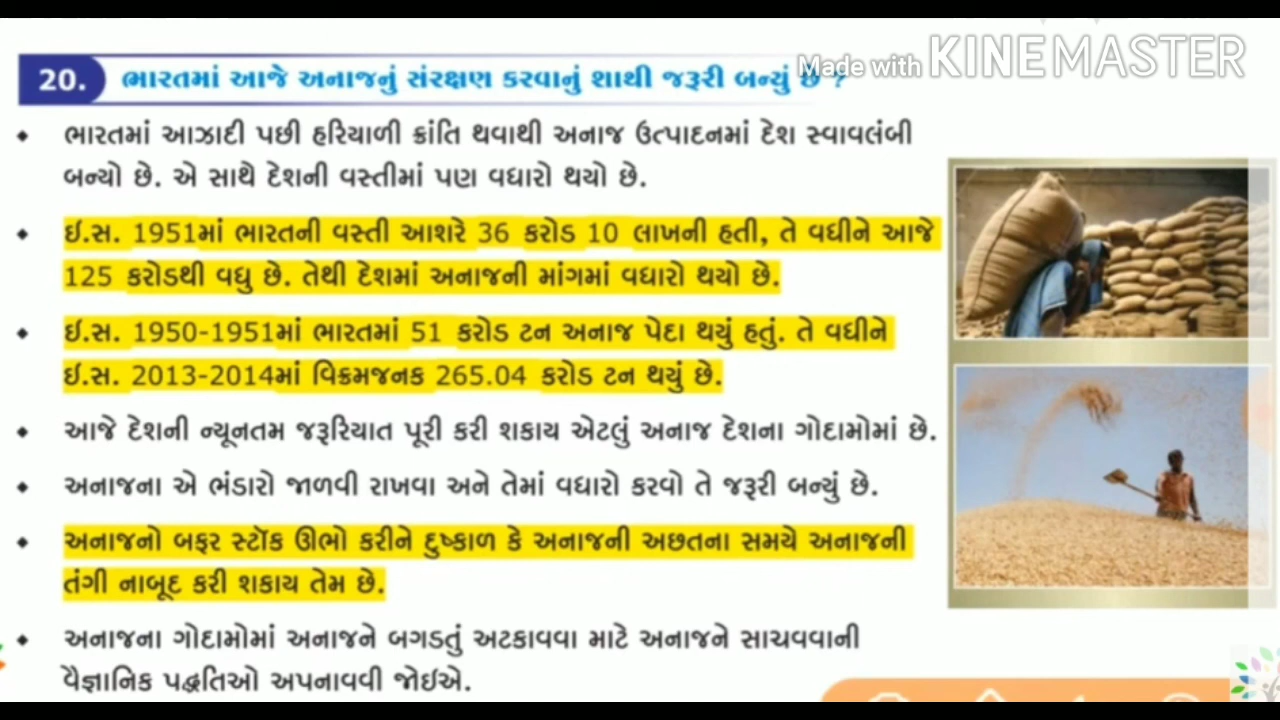 Made with KINEMASTER
20. ભારતમાં આજે અનાજનું સંરક્ષણ કરવાનું શાથી જરૂરી બન્યું છે ?
• ભારતમાં આઝાદી પછી હરિયાળી ક્રાંતિ થવાથી અનાજ ઉત્પાદનમાં દેશ સ્વાવલંબી
બન્યો છે. એ સાથે દેશની વસ્તીમાં પણ વધારો થયો છે.
• ઈ.સ. 1951માં ભારતની વસ્તી આશરે 36 કરોડ 10 લાખની હતી, તે વધીને આજે
125 કરોડથી વધુ છે. તેથી દેશમાં અનાજની માંગમાં વધારો થયો છે.
• ઈ.સ. 1950-1951માં ભારતમાં 51 કરોડ ટન અનાજ પેદા થયું હતું. તે વધીને
ઈ.સ. 2013-2014માં વિક્રમજનક 265.04 કરોડ ટન થયું છે.
• આજે દેશની ન્યૂનતમ જરૂરિયાત પૂરી કરી શકાય એટલું અનાજ દેશના ગોદામોમાં છે.
• અનાજના એ ભંડારો જાળવી રાખવા અને તેમાં વધારો કરવો તે જરૂરી બન્યું છે.
• અનાજનો બફર સ્ટૉક ઊભો કરીને દુષ્કાળ કે અનાજની અછતના સમયે અનાજની
તંગી નાબૂદ કરી શકાય તેમ છે.
• અનાજના ગોદામોમાં અનાજને બગડતું અટકાવવા માટે અનાજને સાચવવાની
વૈજ્ઞાનિક પદ્ધતિઓ અપનાવવી જોઈએ.